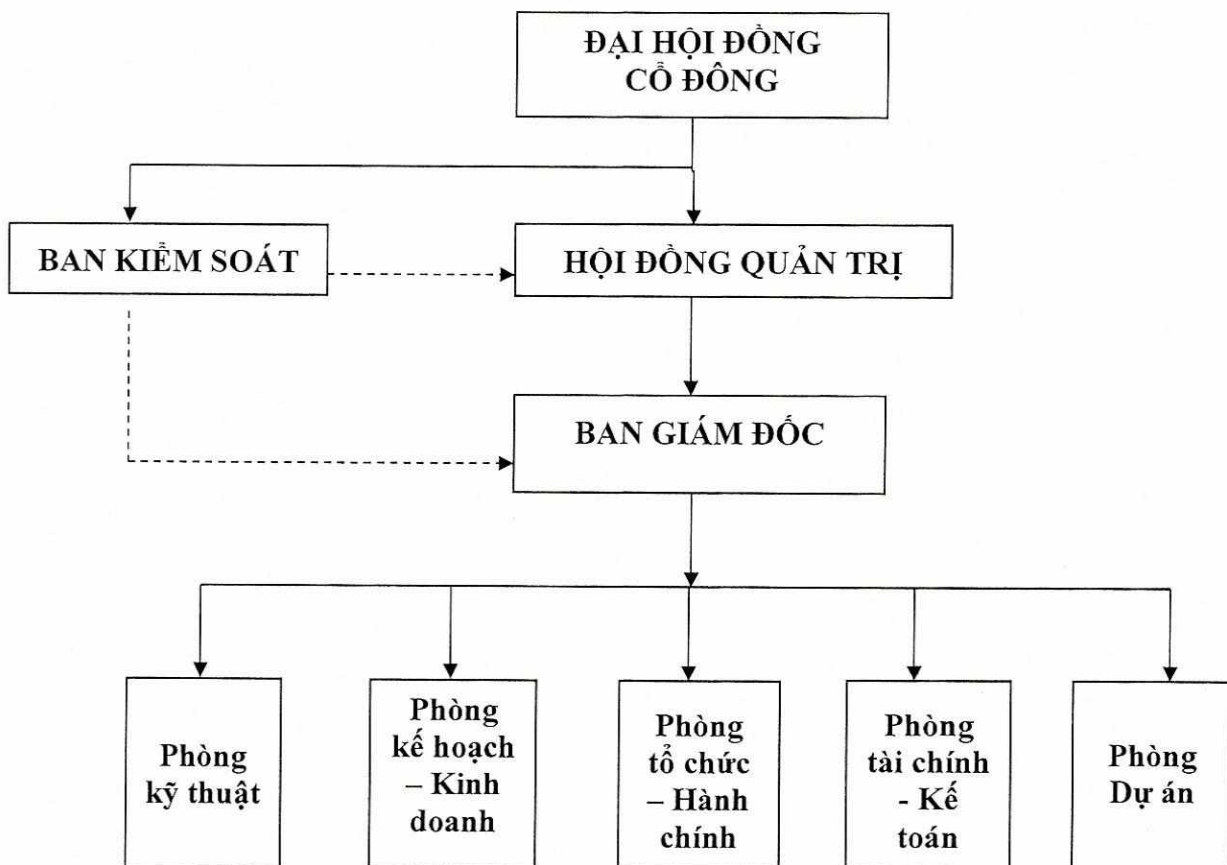 ĐẠI HỘI ĐỒNG
CỔ ĐÔNG
BAN KIỂM SOÁT
HỘI ĐỒNG QUẢN TRỊ
BAN GIÁM ĐỐC
Phòng
kỹ thuật
Phòng
kế hoạch
– Kinh
doanh
Phòng
tổ chức
– Hành
chính
Phòng
tài chính
- Kế
toán
Phòng
Dự án